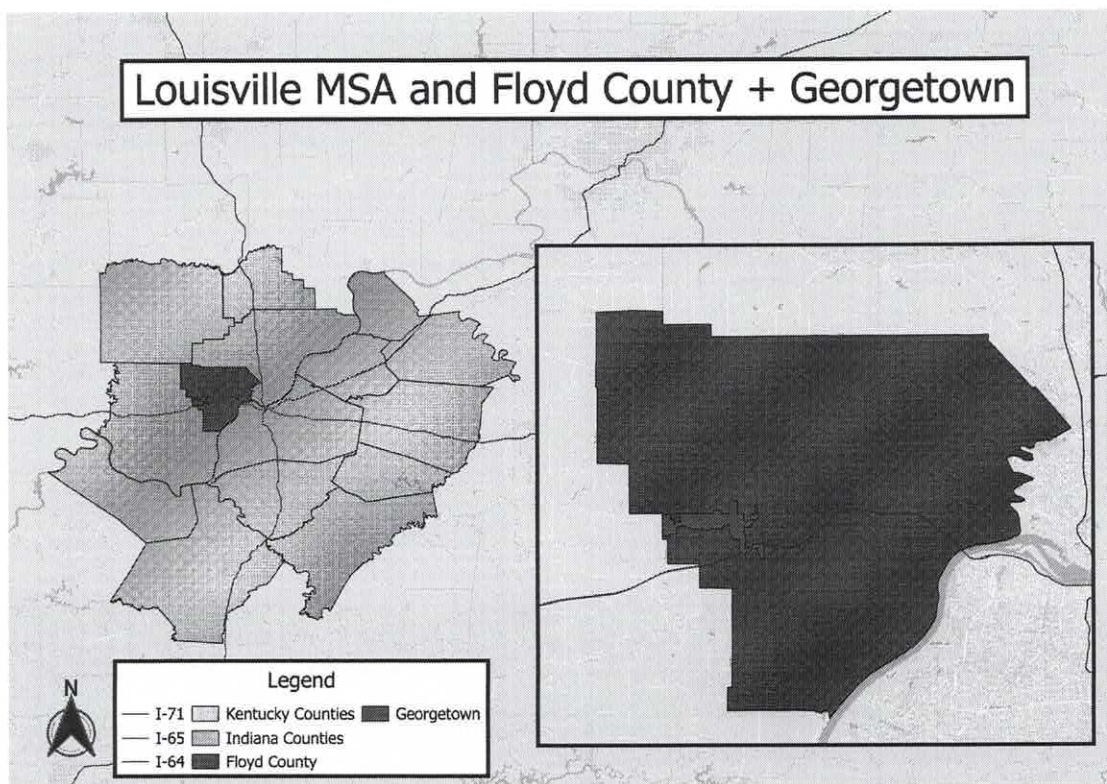 Louisville MSA and Floyd County + Georgetown
N
Legend
I-71 Kentucky Counties Georgetown
I-65 Indiana Counties
I-64 Floyd County